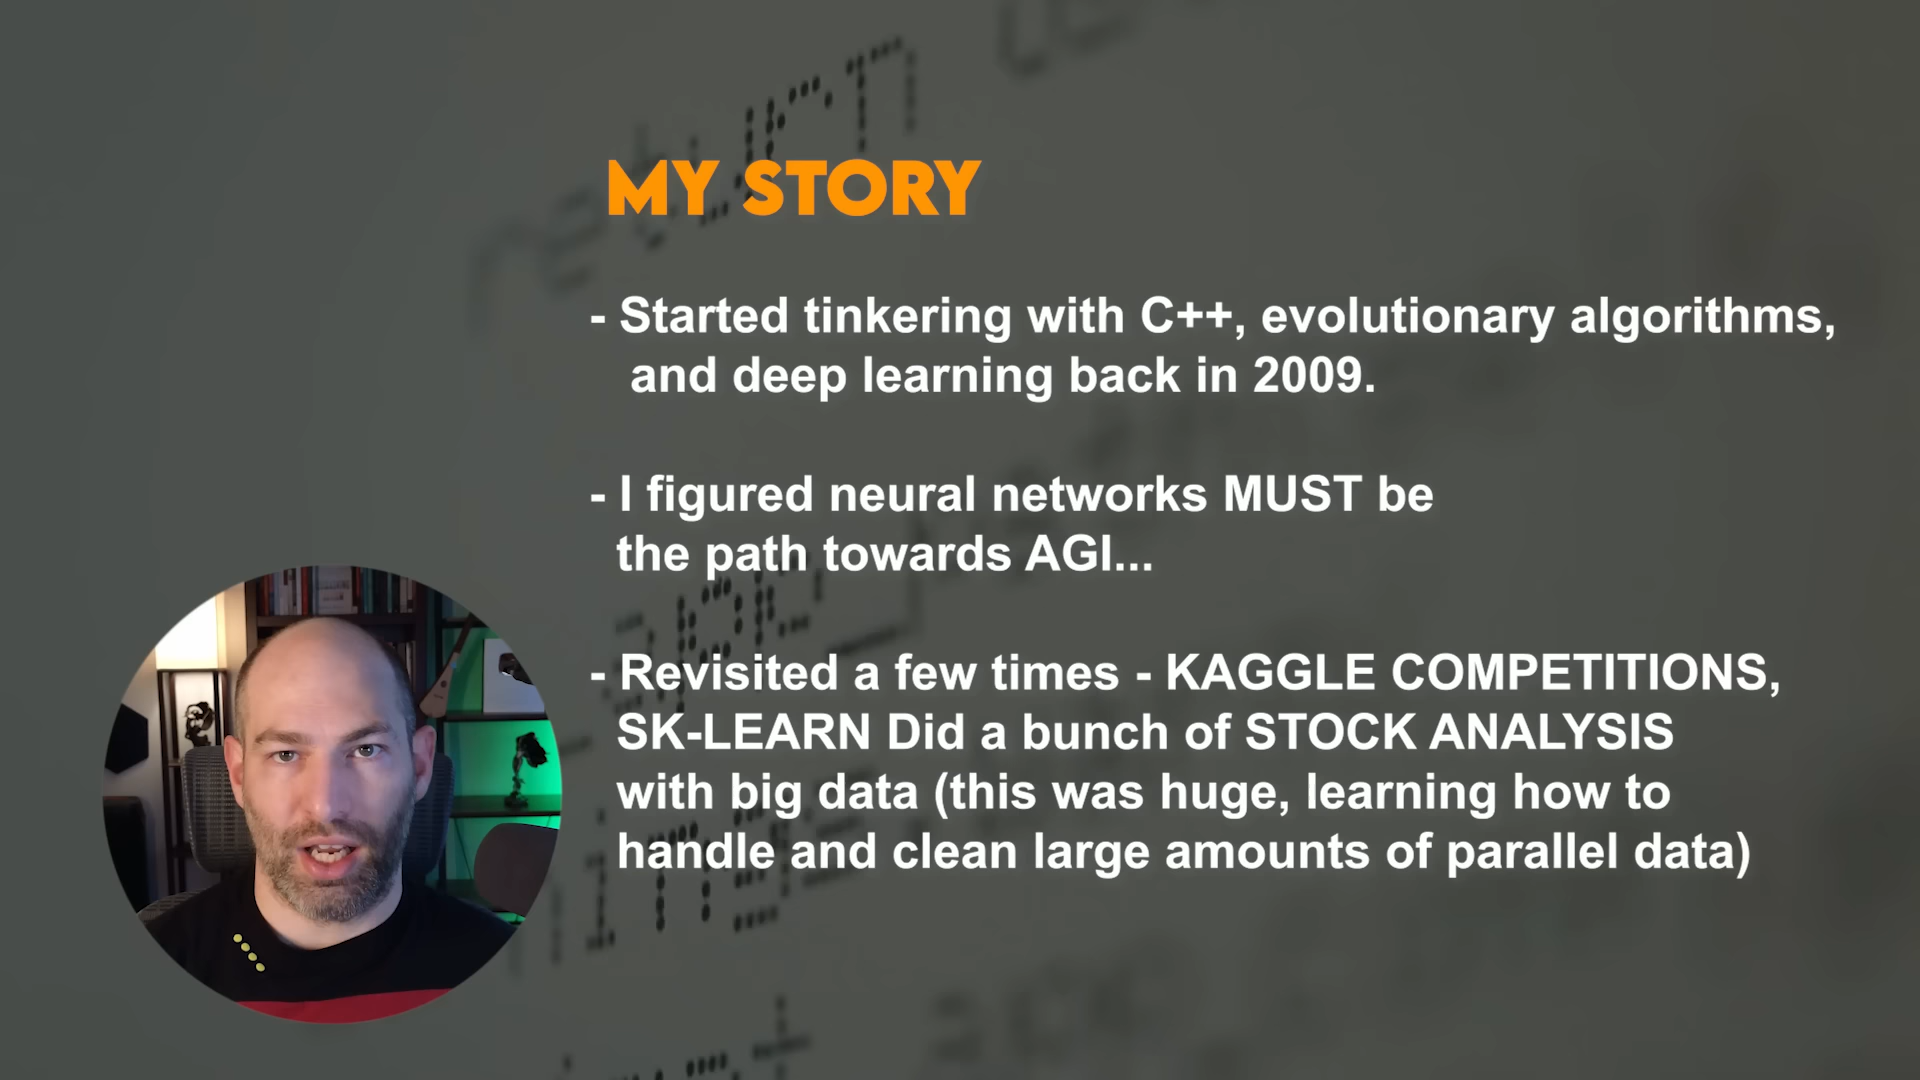 MY STORY
- Started tinkering with C++, evolutionary algorithms,
and deep learning back in 2009.
- I figured neural networks MUST be
the path towards AGI...
- Revisited a few times - KAGGLE COMPETITIONS,
SK-LEARN Did a bunch of STOCK ANALYSIS
with big data (this was huge, learning how to
handle and clean large amounts of parallel data)